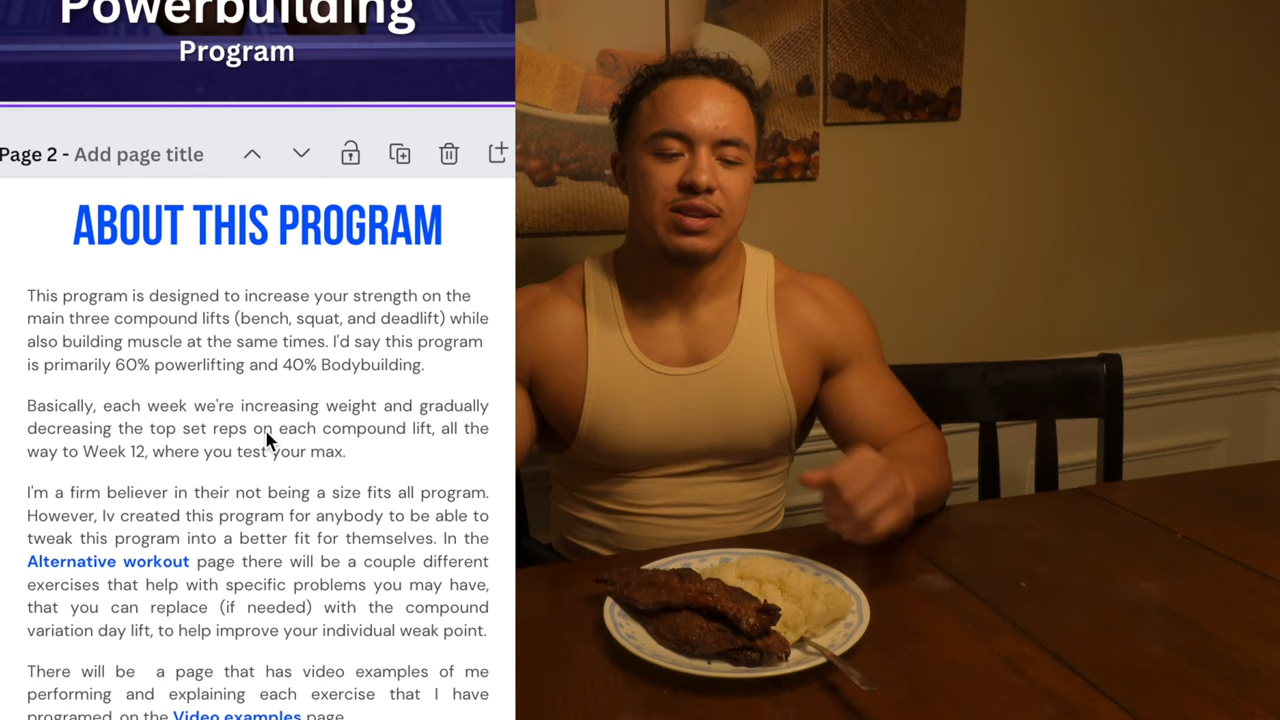 Powerbuilding
Program
Page 2 - Add page title
ABOUT THIS PROGRAM
This program is designed to increase your strength on the
main three compound lifts (bench, squat, and deadlift) while
also building muscle at the same times. I'd say this program
is primarily 60% powerlifting and 40% Bodybuilding.
Basically, each week we're increasing weight and gradually
decreasing the top set reps on each compound lift, all the
way to Week 12, where you test your max.
I'm a firm believer in their not being a size fits all program.
However, Iv created this program for anybody to be able to
tweak this program into a better fit for themselves. In the
Alternative workout page there will be a couple different
exercises that help with specific problems you may have,
that you can replace (if needed) with the compound
variation day lift, to help improve your individual weak point.
There will be a page that has video examples of me
performing and explaining each exercise that I have
programed, on the Video examples page.